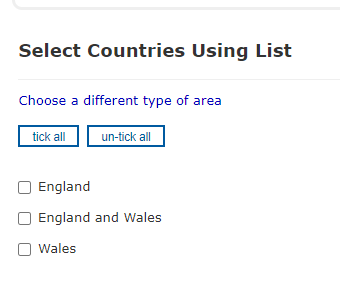 Select Countries Using List
Choose a different type of area
tick all un-tick all
England
England and Wales
Wales